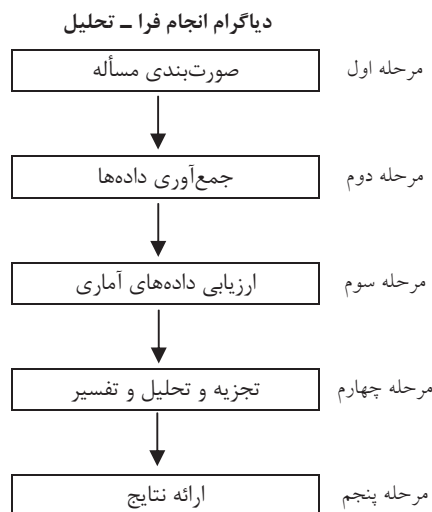 دیاگرام انجام فرا ـ تحلیل
مرحله اول صورت‌بندی مسأله
مرحله دوم جمع‌آوری داده‌ها
مرحله سوم ارزیابی داده‌های آماری
مرحله چهارم تجزیه و تحلیل و تفسیر
مرحله پنجم ارائه نتایج